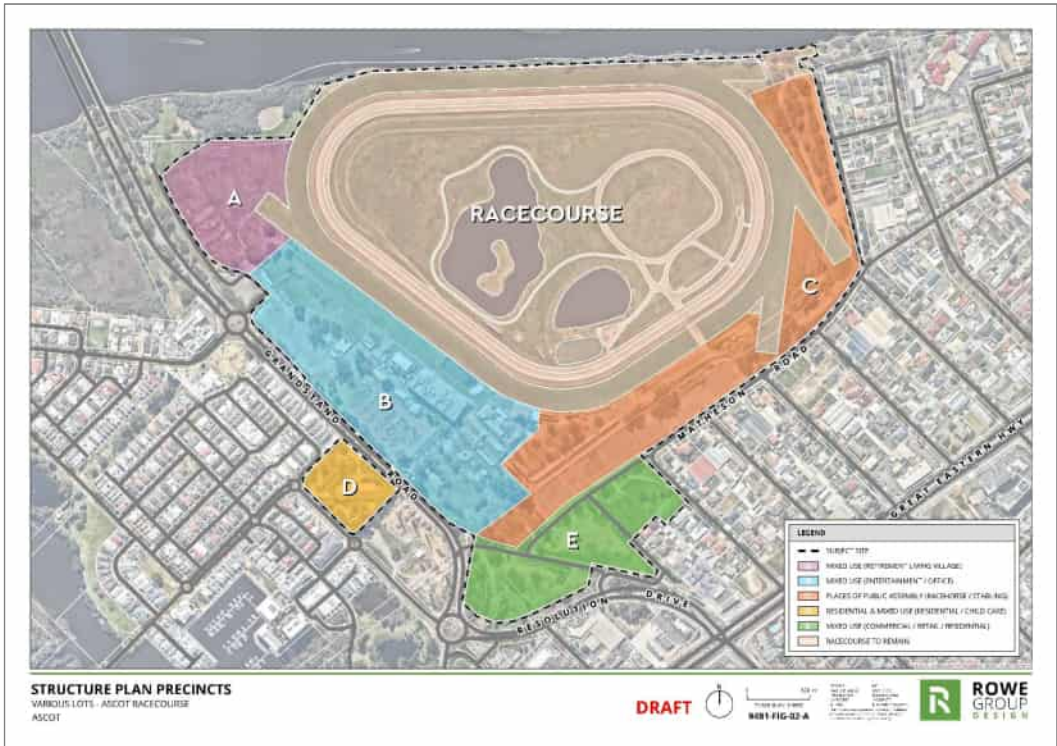 RACECOURSE
A
B
C
D
E
GRANDSTAND ROAD
MATHESON ROAD
GREAT EASTERN HWY
RESOLUTION DRIVE
LEGEND
SUBJECT SITE
MIXED USE (RETIREMENT LIVING VILLAGE)
MIXED USE (ENTERTAINMENT / OFFICE)
PLACES OF PUBLIC ASSEMBLY (RACEHORSE / STABLING)
RESIDENTIAL & MIXED USE (RESIDENTIAL / CHILD CARE)
MIXED USE (COMMERCIAL / RETAIL / RESIDENTIAL)
RACECOURSE TO REMAIN
STRUCTURE PLAN PRECINCTS
VARIOUS LOTS - ASCOT RACECOURSE
ASCOT
DRAFT
N
9491-FIG-02-A
R
ROWE
GROUP
DESIGN